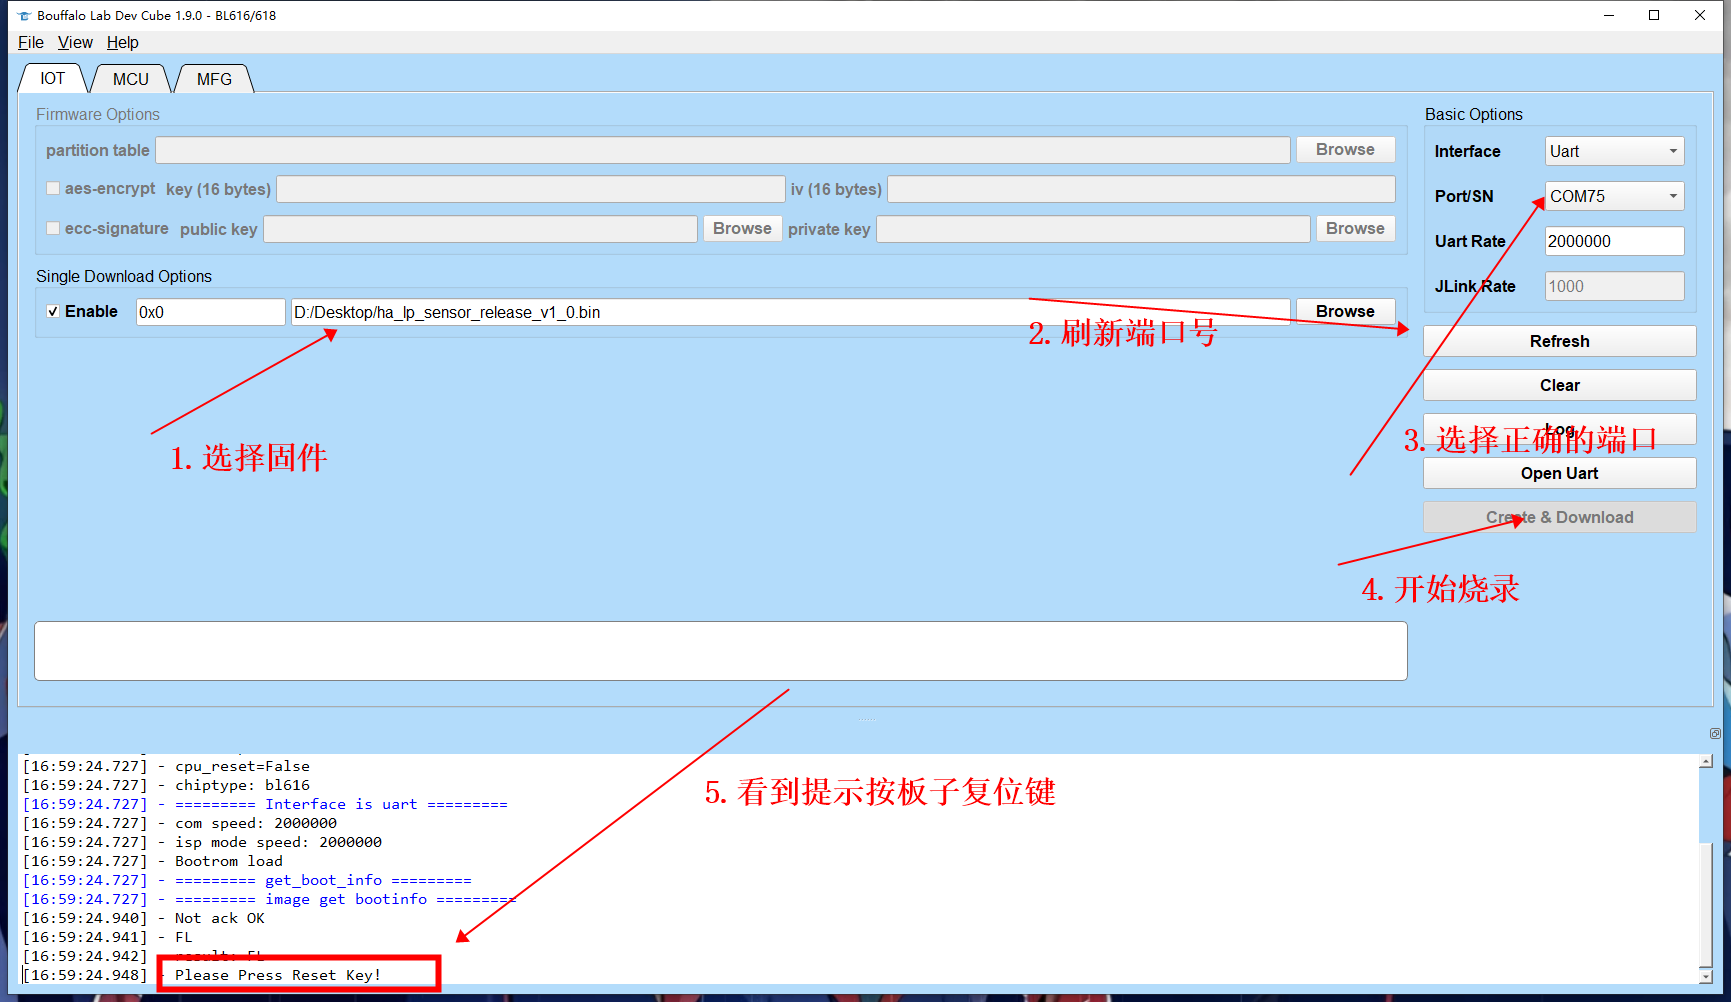 Bouffalo Lab Dev Cube 1.9.0 - BL616/618
File View Help
IOT MCU MFG
Firmware Options
partition table Browse
aes-encrypt key (16 bytes) iv (16 bytes)
ecc-signature public key Browse private key Browse
Single Download Options
Enable 0x0 D:/Desktop/ha_lp_sensor_release_v1_0.bin Browse
Basic Options
Interface Uart
Port/SN COM75
Uart Rate 2000000
JLink Rate 1000
Refresh
Clear
Log
Open Uart
Create & Download
1. 选择固件
2. 刷新端口号
3. 选择正确的端口
4. 开始烧录
5. 看到提示按板子复位键
[16:59:24.727] - cpu_reset=False
[16:59:24.727] - chiptype: bl616
[16:59:24.727] - ========= Interface is uart =========
[16:59:24.727] - com speed: 2000000
[16:59:24.727] - isp mode speed: 2000000
[16:59:24.727] - Bootrom load
[16:59:24.727] - ========= get_boot_info =========
[16:59:24.727] - ========= image get bootinfo =========
[16:59:24.940] - Not ack OK
[16:59:24.941] - FL
[16:59:24.942] - result: FL
[16:59:24.948] - Please Press Reset Key!